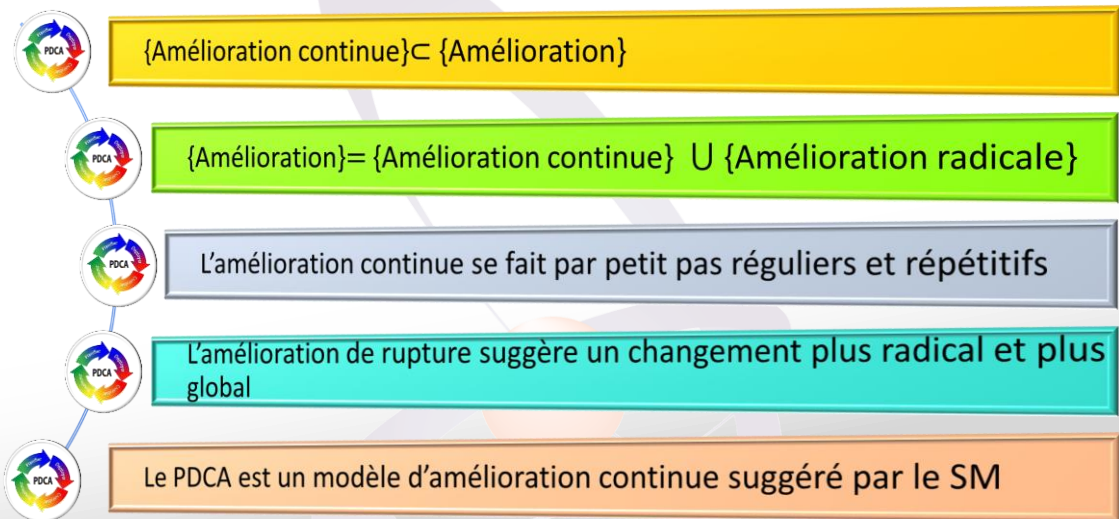 PDCA
{Amélioration continue}⊂ {Amélioration}
PDCA
{Amélioration}= {Amélioration continue} ∪ {Amélioration radicale}
PDCA
L'amélioration continue se fait par petit pas réguliers et répétitifs
PDCA
L'amélioration de rupture suggère un changement plus radical et plus
global
PDCA
Le PDCA est un modèle d'amélioration continue suggéré par le SM